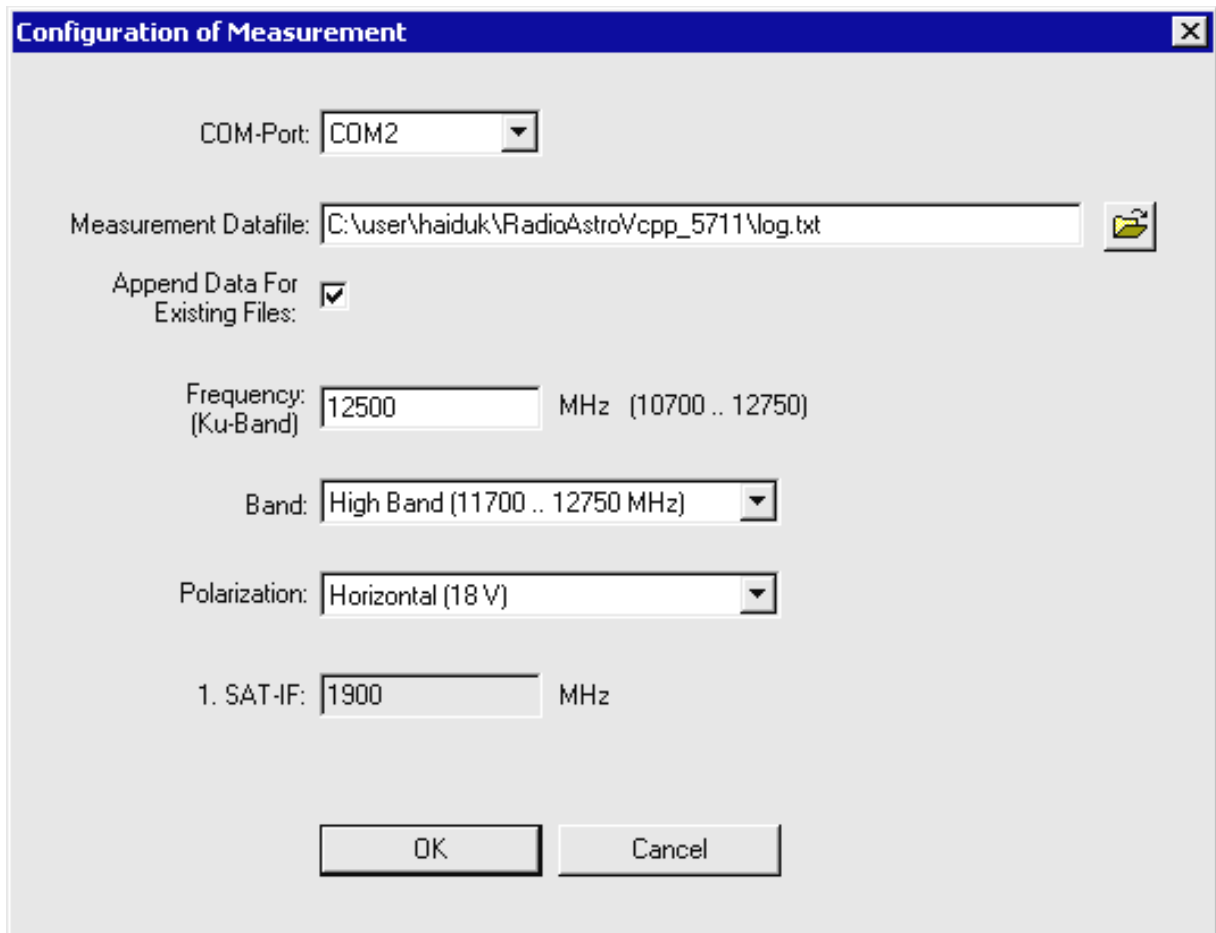 Configuration of Measurement
COM-Port: COM2
Measurement Datafile: C:\user\haiduk\RadioAstroVcpp_5711\log.txt
Append Data For
Existing Files:
Frequency:
(Ku-Band)
12500 MHz (10700 .. 12750)
Band: High Band (11700 .. 12750 MHz)
Polarization: Horizontal (18 V)
1. SAT-IF: 1900 MHz
OK Cancel